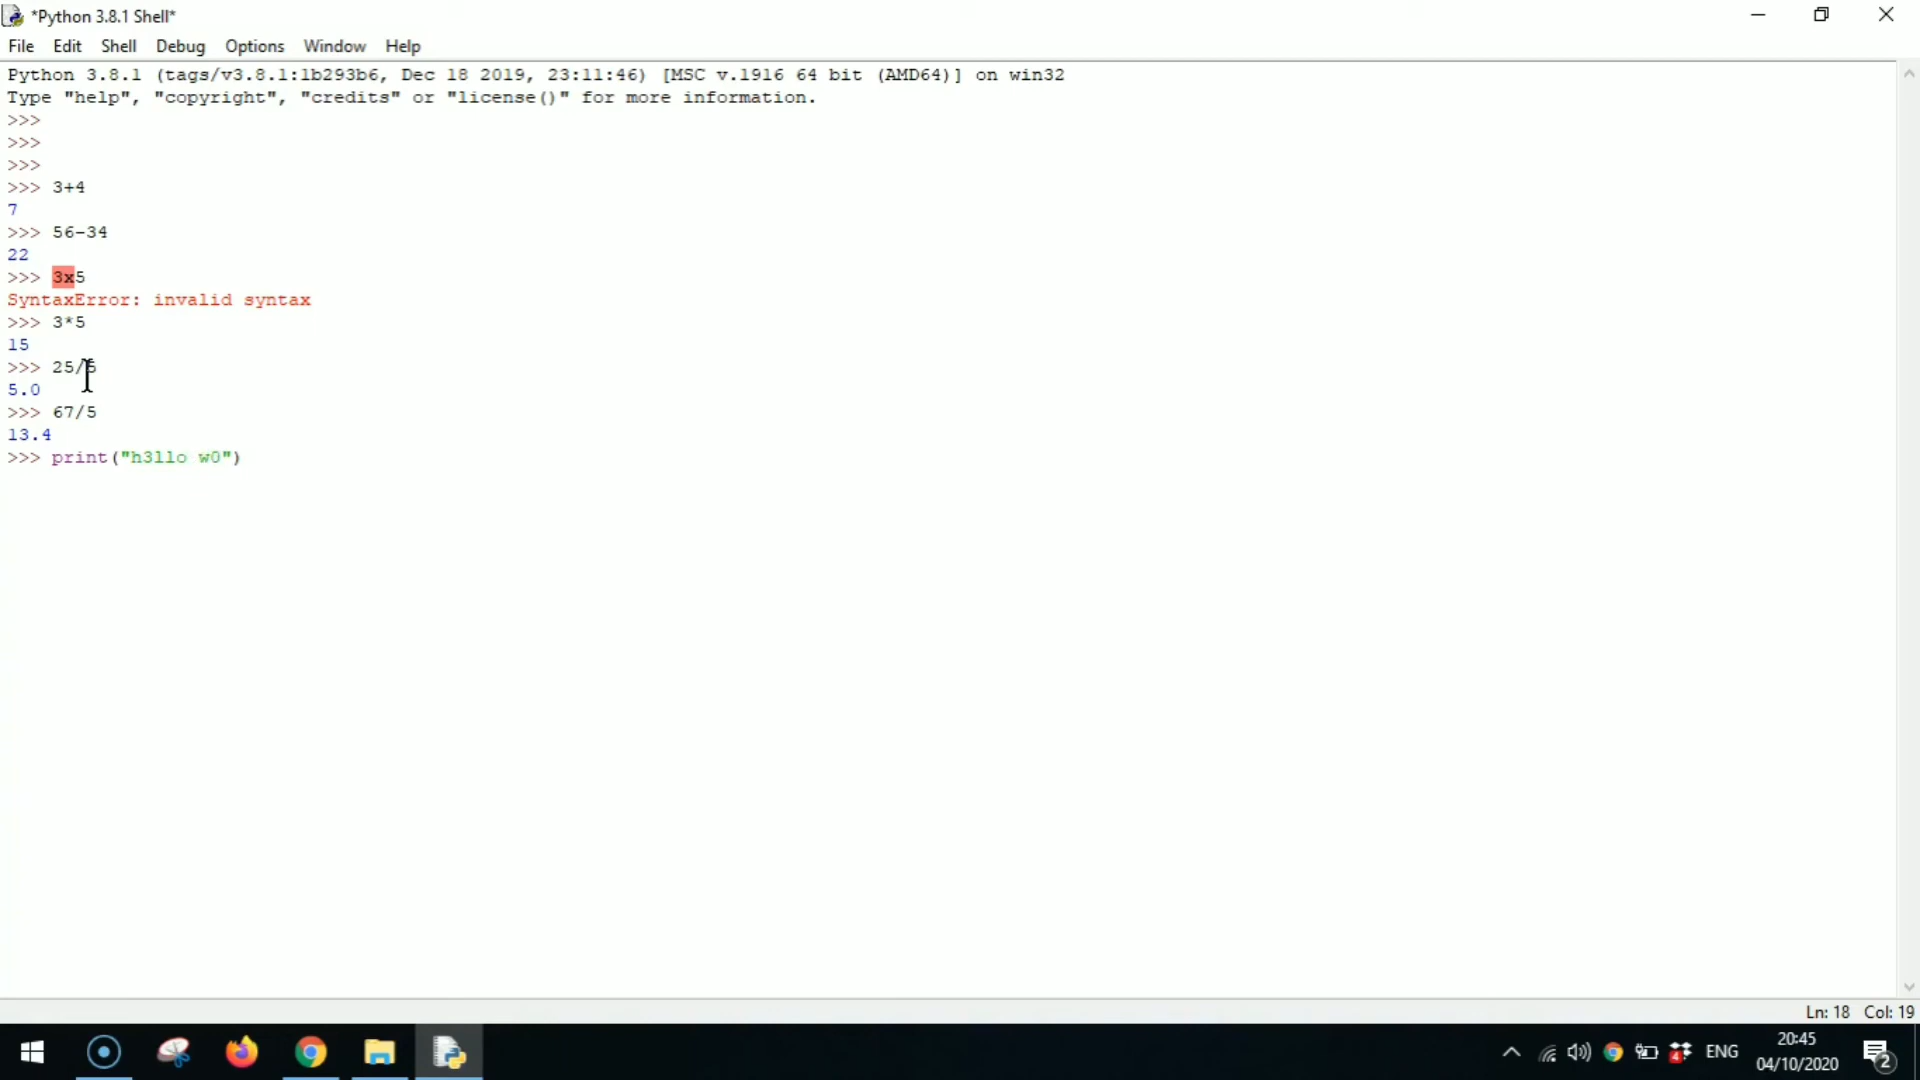 *Python 3.8.1 Shell*
File Edit Shell Debug Options Window Help
Python 3.8.1 (tags/v3.8.1:1b293b6, Dec 18 2019, 23:11:46) [MSC v.1916 64 bit (AMD64)] on win32
Type "help", "copyright", "credits" or "license()" for more information.
>>>
>>>
>>>
>>> 3+4
7
>>> 56-34
22
>>> 3x5
SyntaxError: invalid syntax
>>> 3*5
15
>>> 25/5
5.0
>>> 67/5
13.4
>>> print("h3llo w0")
Ln: 18 Col: 19
ENG
20:45
04/10/2020
4
2